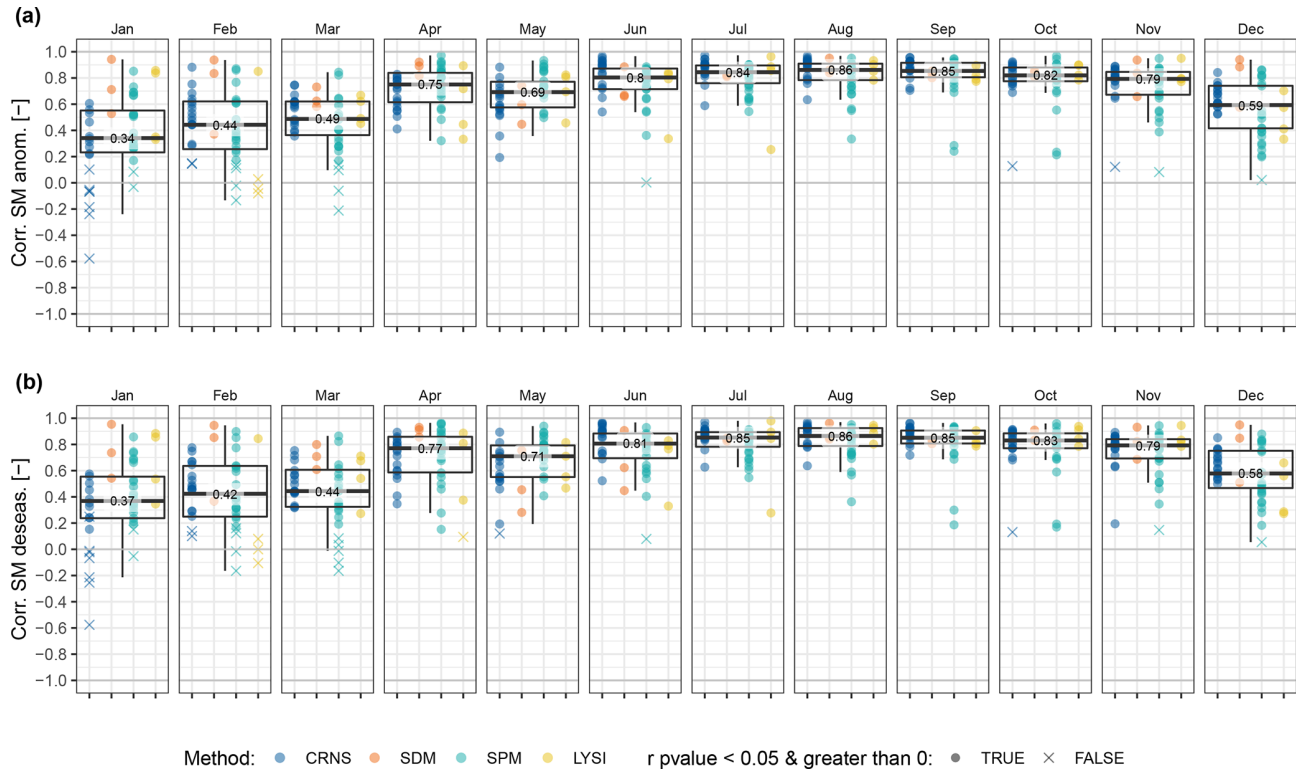 (a)
Jan Feb Mar Apr May Jun Jul Aug Sep Oct Nov Dec
Corr. SM anom. [−]
1.0
0.8
0.6
0.4
0.2
0.0
−0.2
−0.4
−0.6
−0.8
−1.0
0.34 0.44 0.49 0.75 0.69 0.8 0.84 0.86 0.85 0.82 0.79 0.59
(b)
Jan Feb Mar Apr May Jun Jul Aug Sep Oct Nov Dec
Corr. SM deseas. [−]
1.0
0.8
0.6
0.4
0.2
0.0
−0.2
−0.4
−0.6
−0.8
−1.0
0.37 0.42 0.44 0.77 0.71 0.81 0.85 0.86 0.85 0.83 0.79 0.58
Method: CRNS SDM SPM LYSI r pvalue < 0.05 & greater than 0: TRUE FALSE